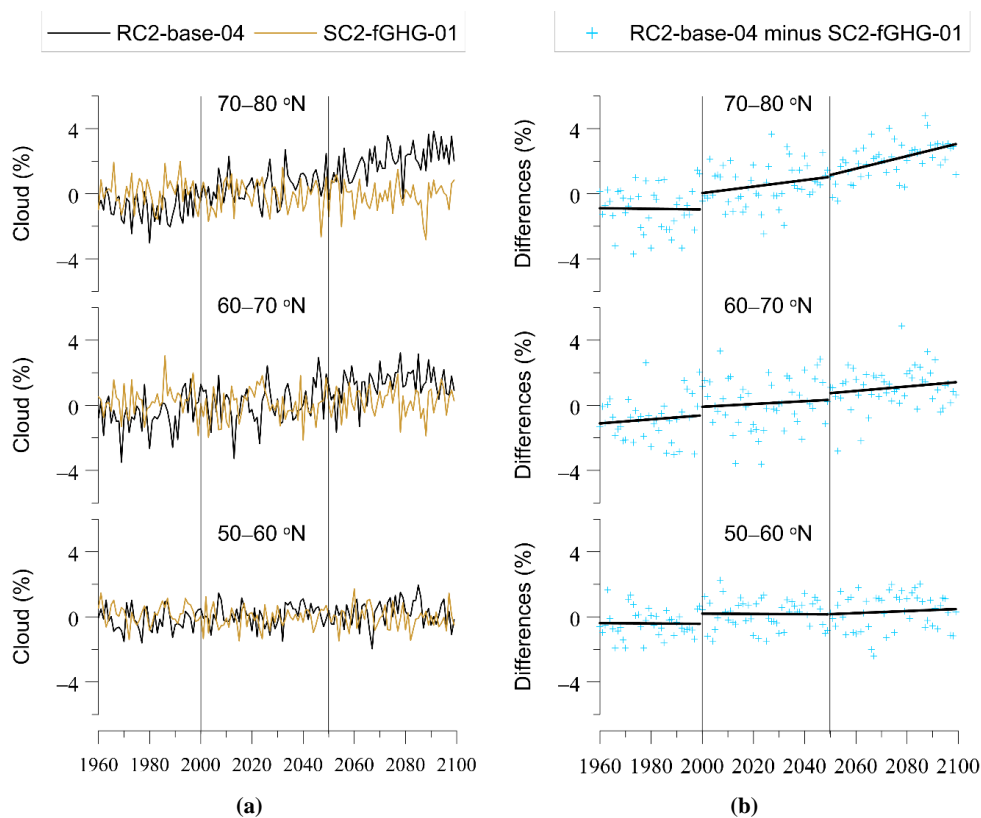 RC2-base-04 SC2-fGHG-01
RC2-base-04 minus SC2-fGHG-01
70–80 °N
Cloud (%)
4
0
−4
60–70 °N
Cloud (%)
4
0
−4
50–60 °N
Cloud (%)
4
0
−4
1960 1980 2000 2020 2040 2060 2080 2100
(a)
70–80 °N
Differences (%)
4
0
−4
60–70 °N
Differences (%)
4
0
−4
50–60 °N
Differences (%)
4
0
−4
1960 1980 2000 2020 2040 2060 2080 2100
(b)